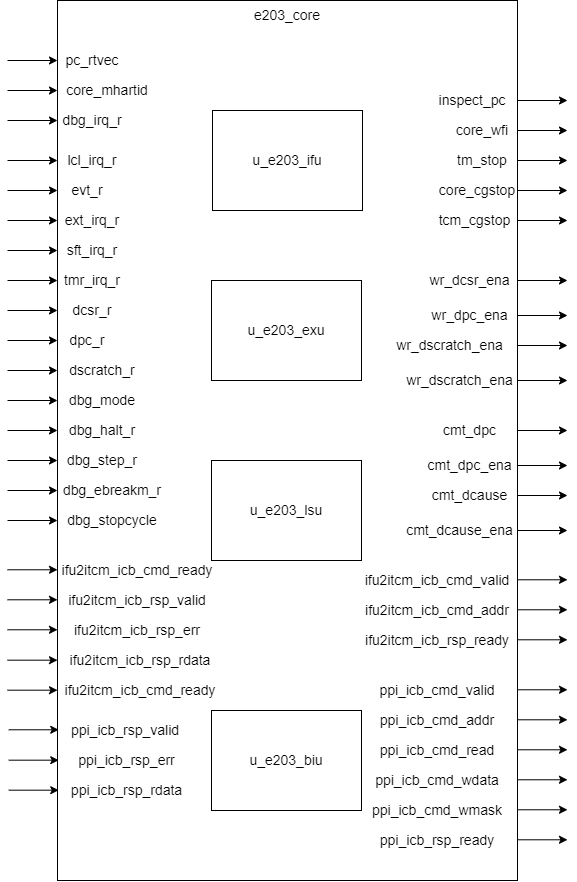 e203_core
pc_rtvec
core_mhartid
dbg_irq_r
lcl_irq_r
evt_r
ext_irq_r
sft_irq_r
tmr_irq_r
dcsr_r
dpc_r
dscratch_r
dbg_mode
dbg_halt_r
dbg_step_r
dbg_ebreakm_r
dbg_stopcycle
ifu2itcm_icb_cmd_ready
ifu2itcm_icb_rsp_valid
ifu2itcm_icb_rsp_err
ifu2itcm_icb_rsp_rdata
ifu2itcm_icb_cmd_ready
ppi_icb_rsp_valid
ppi_icb_rsp_err
ppi_icb_rsp_rdata
u_e203_ifu
u_e203_exu
u_e203_lsu
u_e203_biu
inspect_pc
core_wfi
tm_stop
core_cgstop
tcm_cgstop
wr_dcsr_ena
wr_dpc_ena
wr_dscratch_ena
wr_dscratch_ena
cmt_dpc
cmt_dpc_ena
cmt_dcause
cmt_dcause_ena
ifu2itcm_icb_cmd_valid
ifu2itcm_icb_cmd_addr
ifu2itcm_icb_rsp_ready
ppi_icb_cmd_valid
ppi_icb_cmd_addr
ppi_icb_cmd_read
ppi_icb_cmd_wdata
ppi_icb_cmd_wmask
ppi_icb_rsp_ready